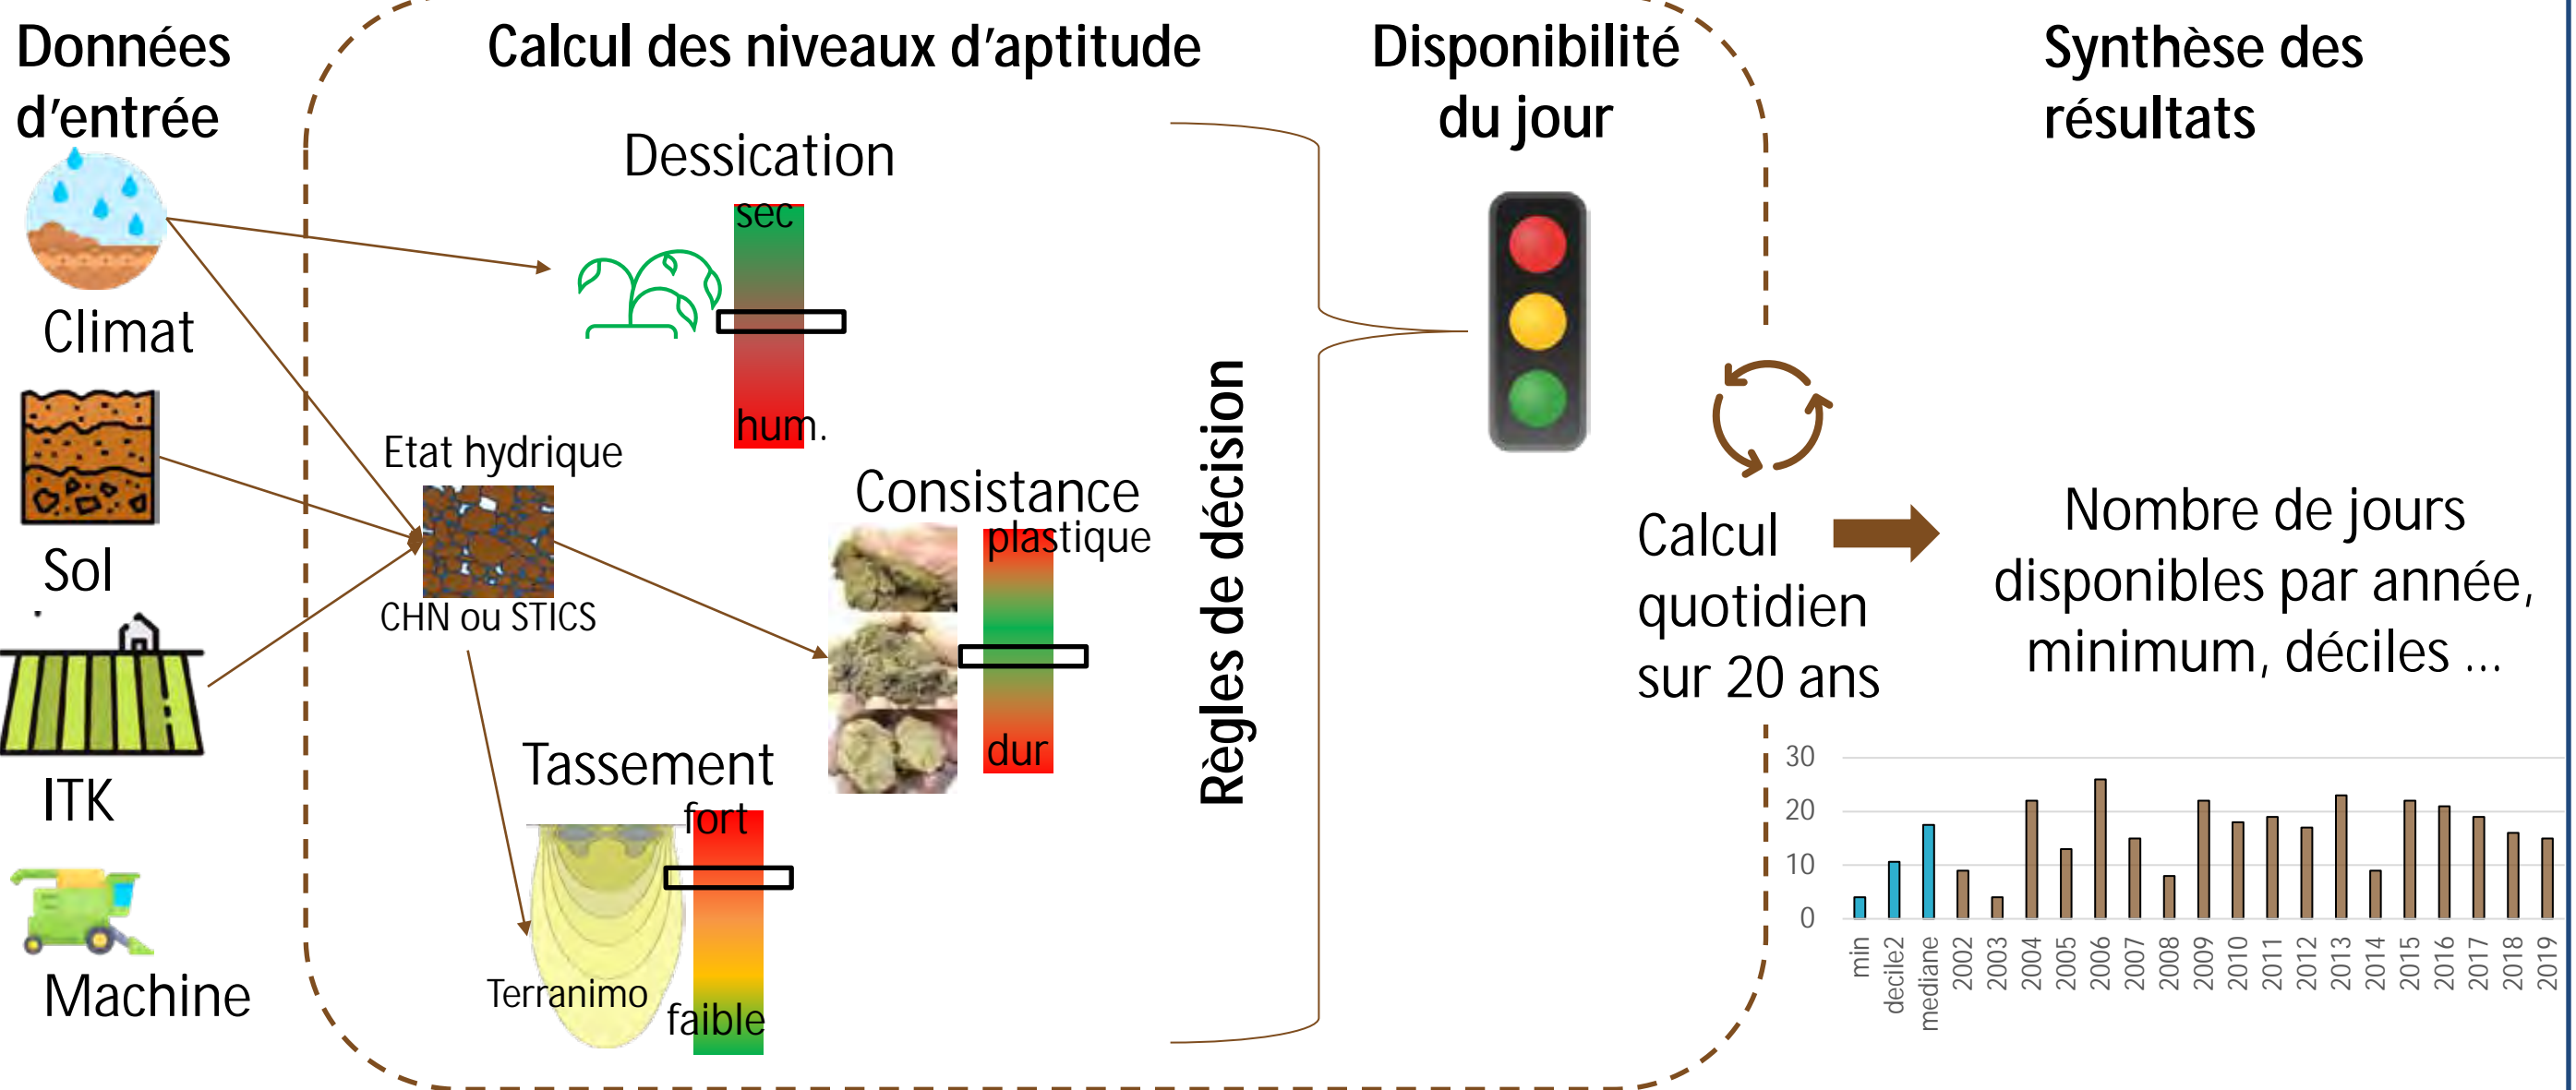 Données
d'entrée
Climat
Sol
ITK
Machine
Calcul des niveaux d'aptitude
Dessication
sec
hum.
Etat hydrique
CHN ou STICS
Consistance
plastique
dur
Tassement
fort
faible
Terranimo
Règles de décision
Disponibilité
du jour
Calcul
quotidien
sur 20 ans
Synthèse des
résultats
Nombre de jours
disponibles par année,
minimum, déciles ...
30
20
10
0
min
decile2
mediane
2002
2003
2004
2005
2006
2007
2008
2009
2010
2011
2012
2013
2014
2015
2016
2017
2018
2019